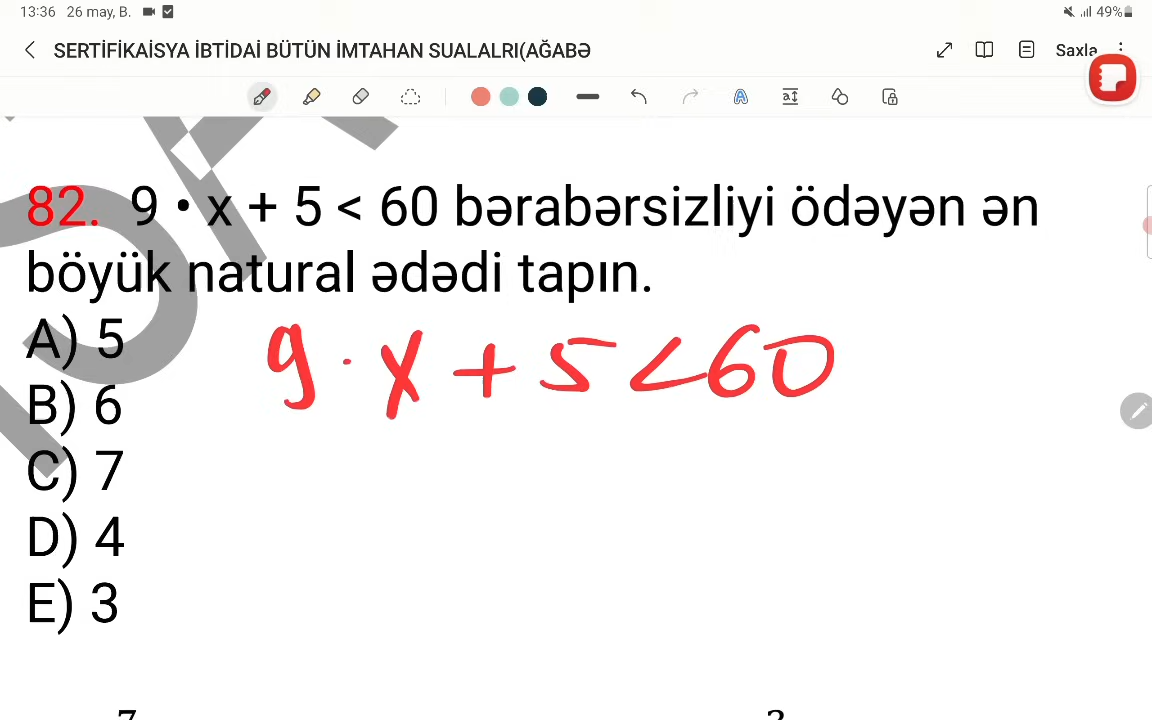 13:36 26 may, B.
49%
SERTİFİKAİSYA İBTİDAİ BÜTÜN İMTAHAN SUALALRI(AĞABƏ
Saxla
82. 9 • x + 5 < 60 bərabərsizliyi ödəyən ən
böyük natural ədədi tapın.
A) 5
9 · x + 5 < 60
B) 6
C) 7
D) 4
E) 3